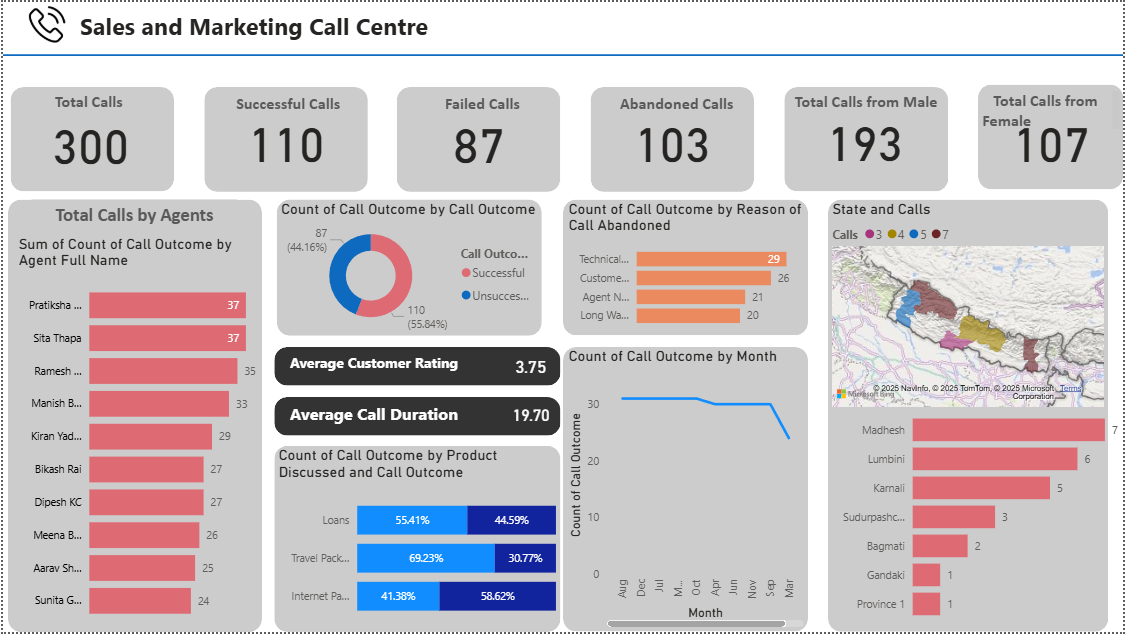 Sales and Marketing Call Centre
Total Calls
300
Successful Calls
110
Failed Calls
87
Abandoned Calls
103
Total Calls from Male
193
Total Calls from
Female
107
Total Calls by Agents
Sum of Count of Call Outcome by
Agent Full Name
Pratiksha ... 37
Sita Thapa 37
Ramesh ... 35
Manish B... 33
Kiran Yad... 29
Bikash Rai 27
Dipesh KC 27
Meena B... 26
Aarav Sh... 25
Sunita G... 24
Count of Call Outcome by Call Outcome
87
(44.16%)
110
(55.84%)
Call Outco...
Successful
Unsucces...
Average Customer Rating 3.75
Average Call Duration 19.70
Count of Call Outcome by Product
Discussed and Call Outcome
Loans 55.41% 44.59%
Travel Pack... 69.23% 30.77%
Internet Pa... 41.38% 58.62%
Count of Call Outcome by Reason of
Call Abandoned
Technical... 29
Custome... 26
Agent N... 21
Long Wa... 20
Count of Call Outcome by Month
Count of Call Outcome
30
20
10
0
Aug Dec Jul M... Oct Apr Jun Nov Sep Mar
Month
State and Calls
Calls 3 4 5 7
© 2025 NavInfo, © 2025 TomTom, © 2025 Microsoft Corporation Terms
Microsoft Bing
Madhesh 7
Lumbini 6
Karnali 5
Sudurpashc... 3
Bagmati 2
Gandaki 1
Province 1 1